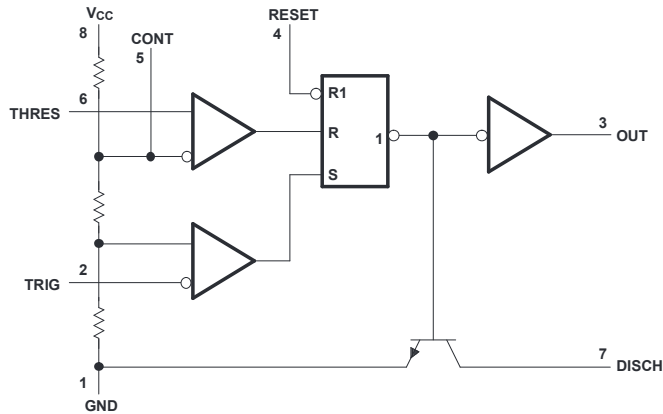 VCC
8
CONT
5
RESET
4
6
THRES
R1
R
1
S
3
OUT
2
TRIG
7
DISCH
1
GND